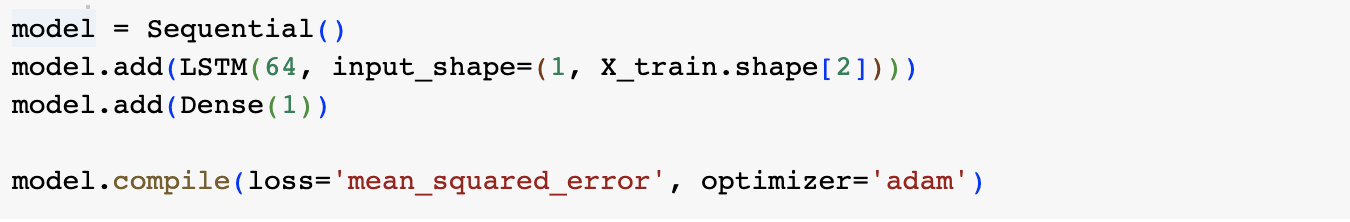 model = Sequential()
model.add(LSTM(64, input_shape=(1, X_train.shape[2])))
model.add(Dense(1))
model.compile(loss='mean_squared_error', optimizer='adam')